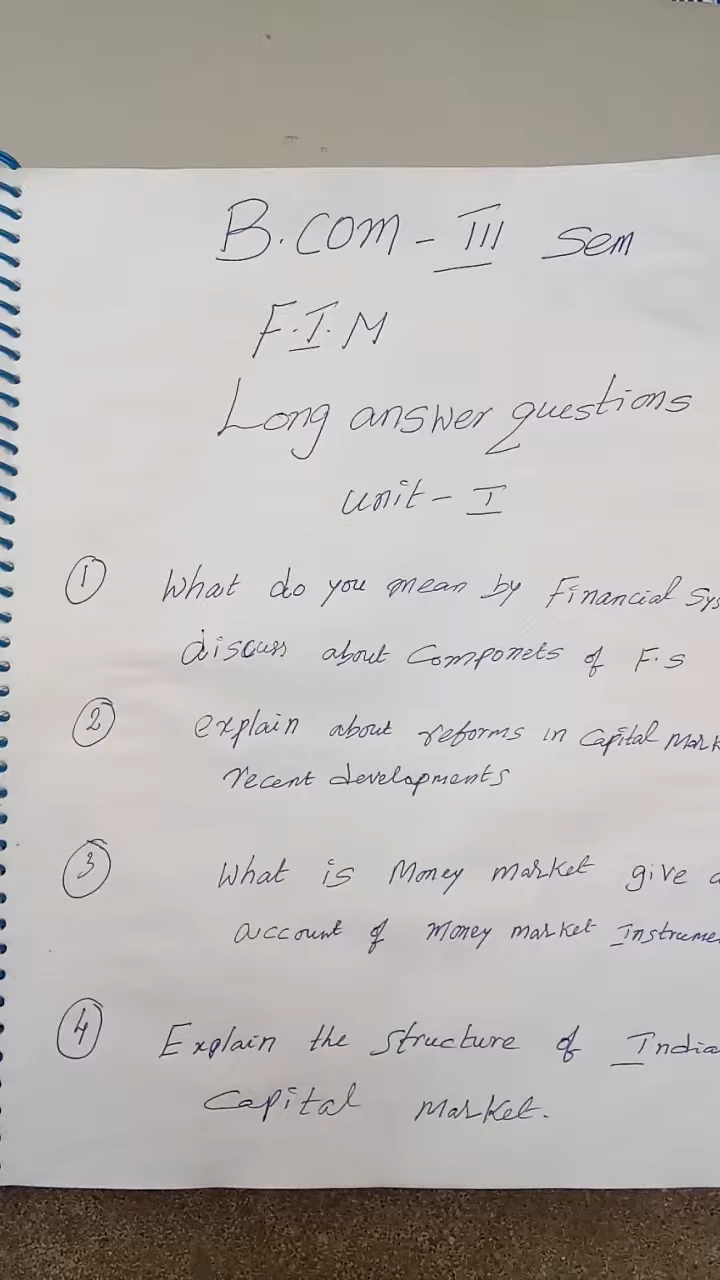 B.COM - III Sem
F.I.M
Long answer questions
unit - I
① What do you mean by Financial Sys
discuss about Componets of F.S
② explain about reforms in Capital Mark
recent developments
③ What is Money market give a
account of Money market Instrume
④ Explain the structure of India
Capital Market.